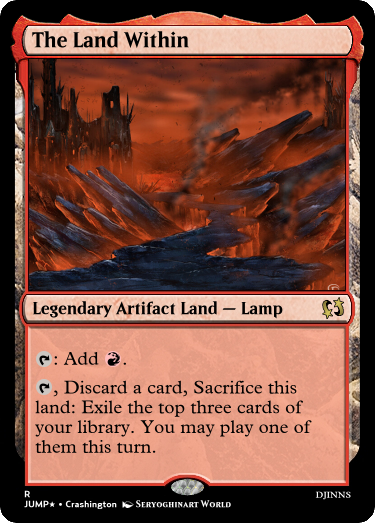 The Land Within
Legendary Artifact Land — Lamp
: Add .
, Discard a card, Sacrifice this
land: Exile the top three cards of
your library. You may play one of
them this turn.
R
DJINNS
JUMP★ • Crashington Seryoghinart World